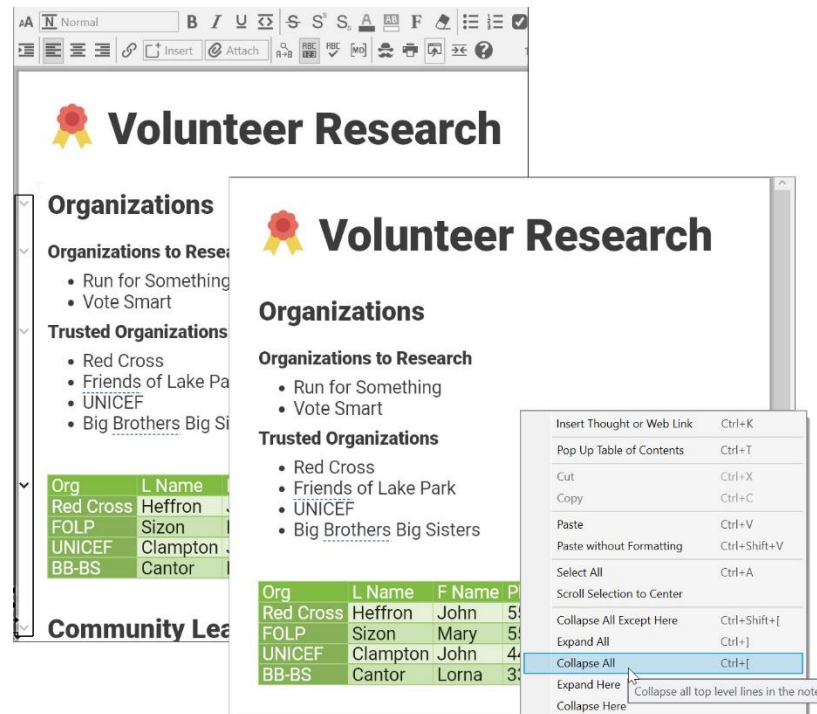 Normal B I U S S S A AB F
Insert Attach A→B ABC ABC MD
Volunteer Research
Organizations
Organizations to Resea
Run for Something
Vote Smart
Trusted Organizations
Red Cross
Friends of Lake Pa
UNICEF
Big Brothers Big Si
Org L Name
Red Cross Heffron
FOLP Sizon
UNICEF Clampton
BB-BS Cantor
Community Lea
Volunteer Research
Organizations
Organizations to Research
Run for Something
Vote Smart
Trusted Organizations
Red Cross
Friends of Lake Park
UNICEF
Big Brothers Big Sisters
Org L Name F Name
Red Cross Heffron John
FOLP Sizon Mary
UNICEF Clampton John
BB-BS Cantor Lorna
Insert Thought or Web Link Ctrl+K
Pop Up Table of Contents Ctrl+T
Cut Ctrl+X
Copy Ctrl+C
Paste Ctrl+V
Paste without Formatting Ctrl+Shift+V
Select All Ctrl+A
Scroll Selection to Center
Collapse All Except Here Ctrl+Shift+[
Expand All Ctrl+]
Collapse All Ctrl+[
Expand Here
Collapse all top level lines in the note
Collapse Here